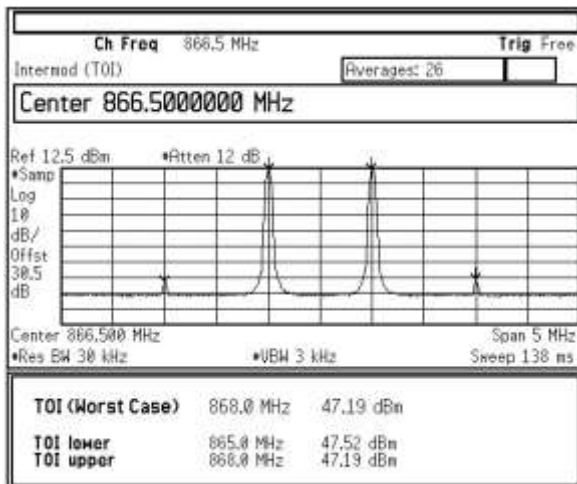 Ch Freq 866.5 MHz Trig Free
Intermod (TOI) Averages: 26
Center 866.5000000 MHz
Ref 12.5 dBm *Atten 12 dB
*Samp
Log
10
dB/
Offst
30.5
dB
Center 866.500 MHz Span 5 MHz
*Res BW 30 kHz *VBW 3 kHz Sweep 138 ms
TOI (Worst Case) 868.0 MHz 47.19 dBm
TOI lower 865.0 MHz 47.52 dBm
TOI upper 868.0 MHz 47.19 dBm